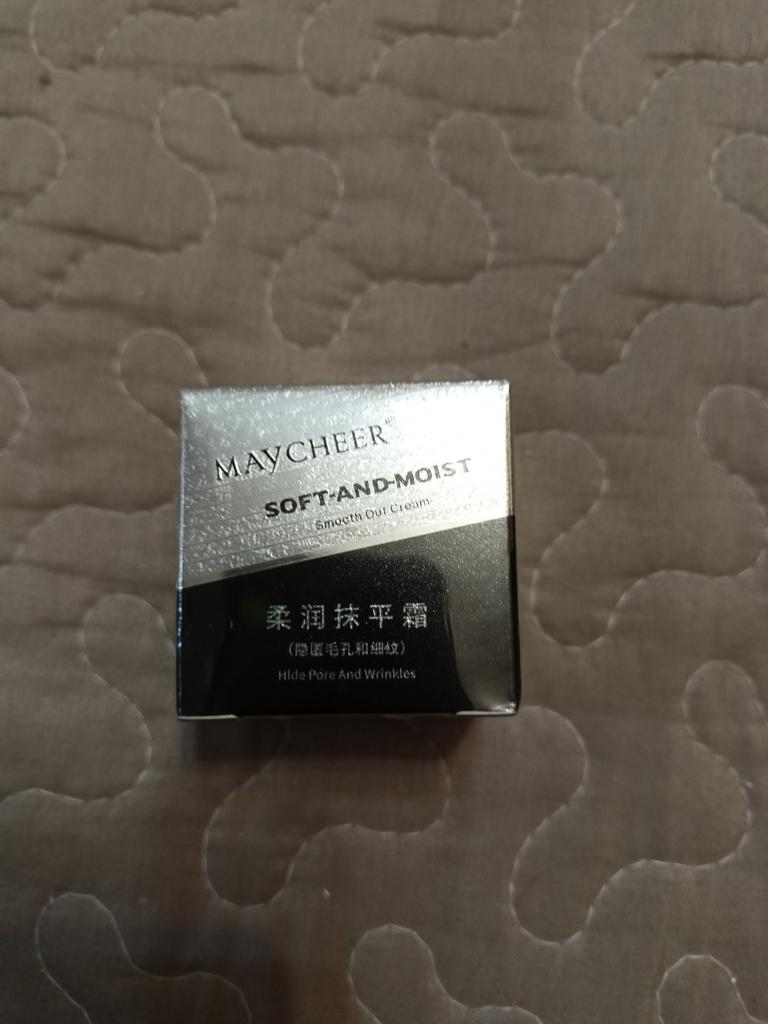 MAYCHEER
SOFT-AND-MOIST
Smooth Out Cream
柔润抹平霜
（隐匿毛孔和细纹）
Hide Pore And Wrinkles